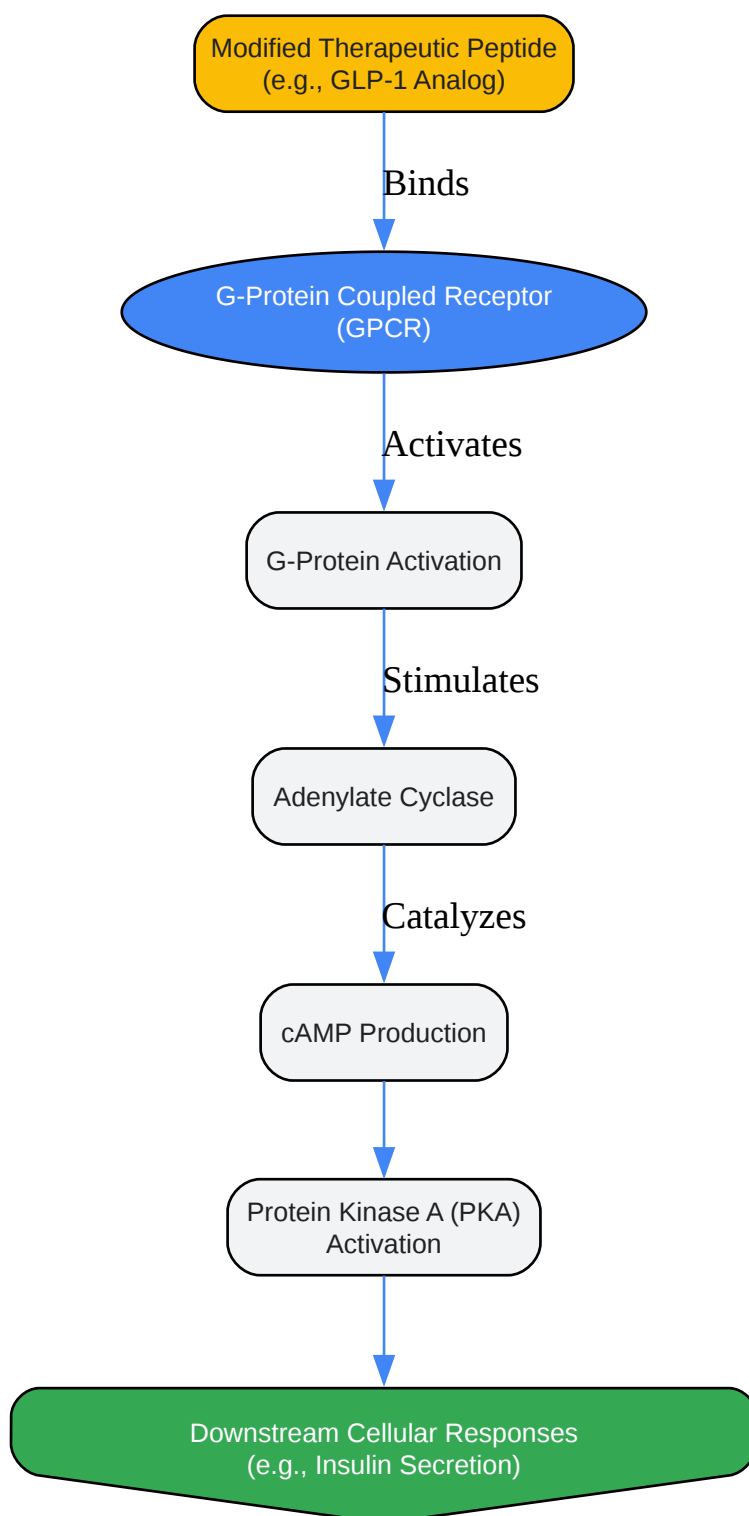 Modified Therapeutic Peptide
(e.g., GLP-1 Analog)
Binds
G-Protein Coupled Receptor
(GPCR)
Activates
G-Protein Activation
Stimulates
Adenylate Cyclase
Catalyzes
cAMP Production
Protein Kinase A (PKA)
Activation
Downstream Cellular Responses
(e.g., Insulin Secretion)